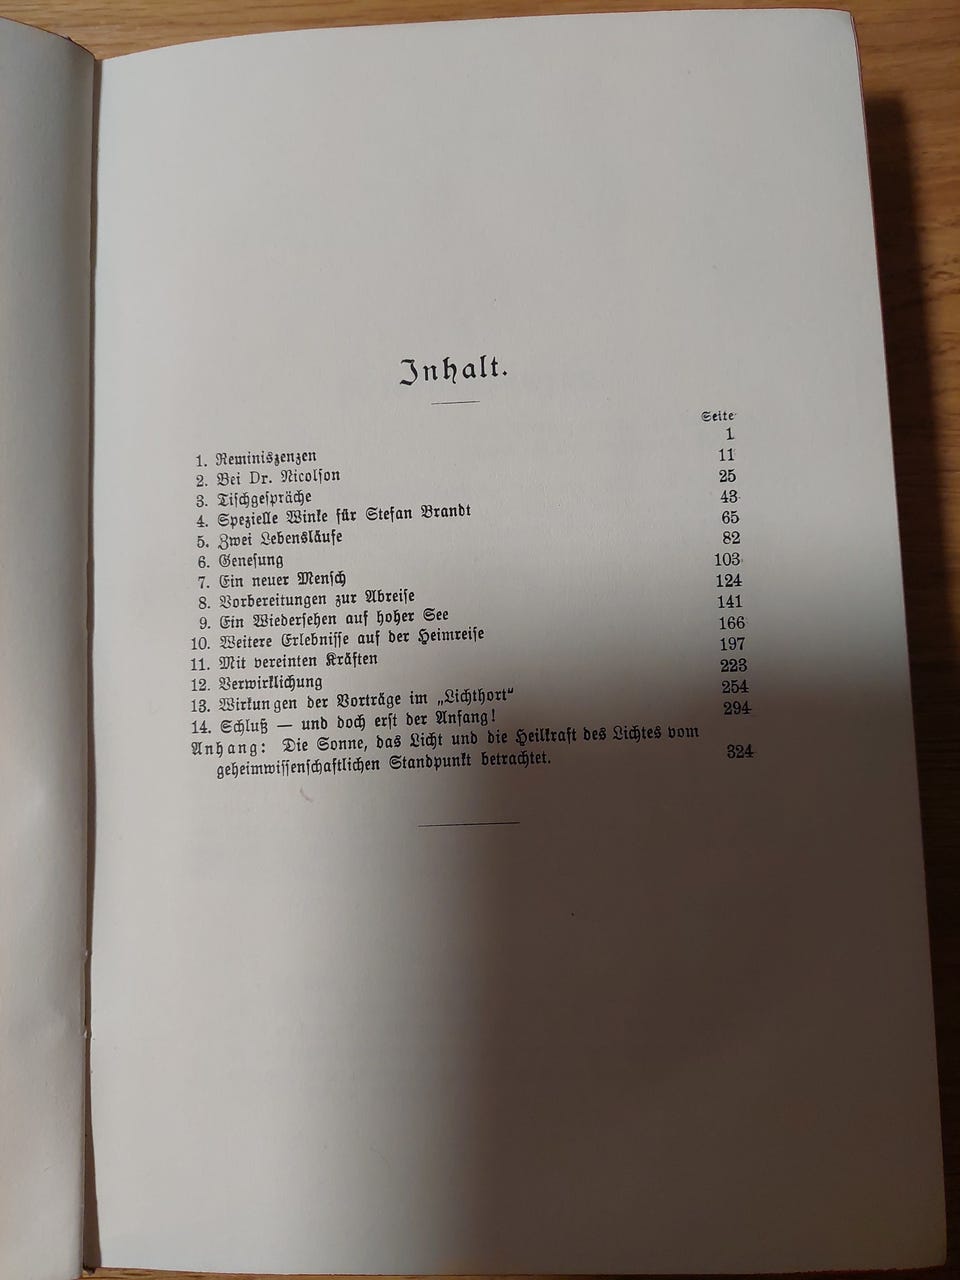 Inhalt.
Seite
1. Reminiszenzen 1
2. Bei Dr. Nicolson 11
3. Tischgespräche 25
4. Spezielle Winke für Stefan Brandt 43
5. Zwei Lebensläufe 65
6. Genesung 82
7. Ein neuer Mensch 103
8. Vorbereitungen zur Abreise 124
9. Ein Wiedersehen auf hoher See 141
10. Weitere Erlebnisse auf der Heimreise 166
11. Mit vereinten Kräften 197
12. Verwirklichung 223
13. Wirkungen der Vorträge im „Lichthort“ 254
14. Schluß — und doch erst der Anfang! 294
Anhang: Die Sonne, das Licht und die Heilkraft des Lichtes vom
geheimwissenschaftlichen Standpunkt betrachtet. 324